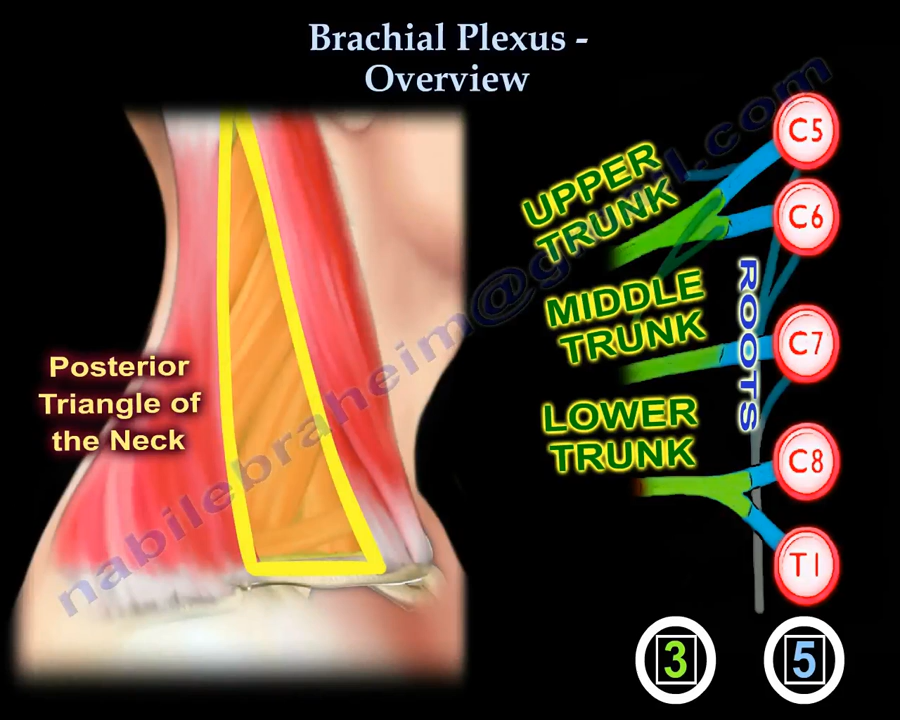 Brachial Plexus -
Overview
Posterior
Triangle of
the Neck
UPPER
TRUNK
MIDDLE
TRUNK
LOWER
TRUNK
ROOTS
C5
C6
C7
C8
T1
3
5
nabilebraheim@gmail.com